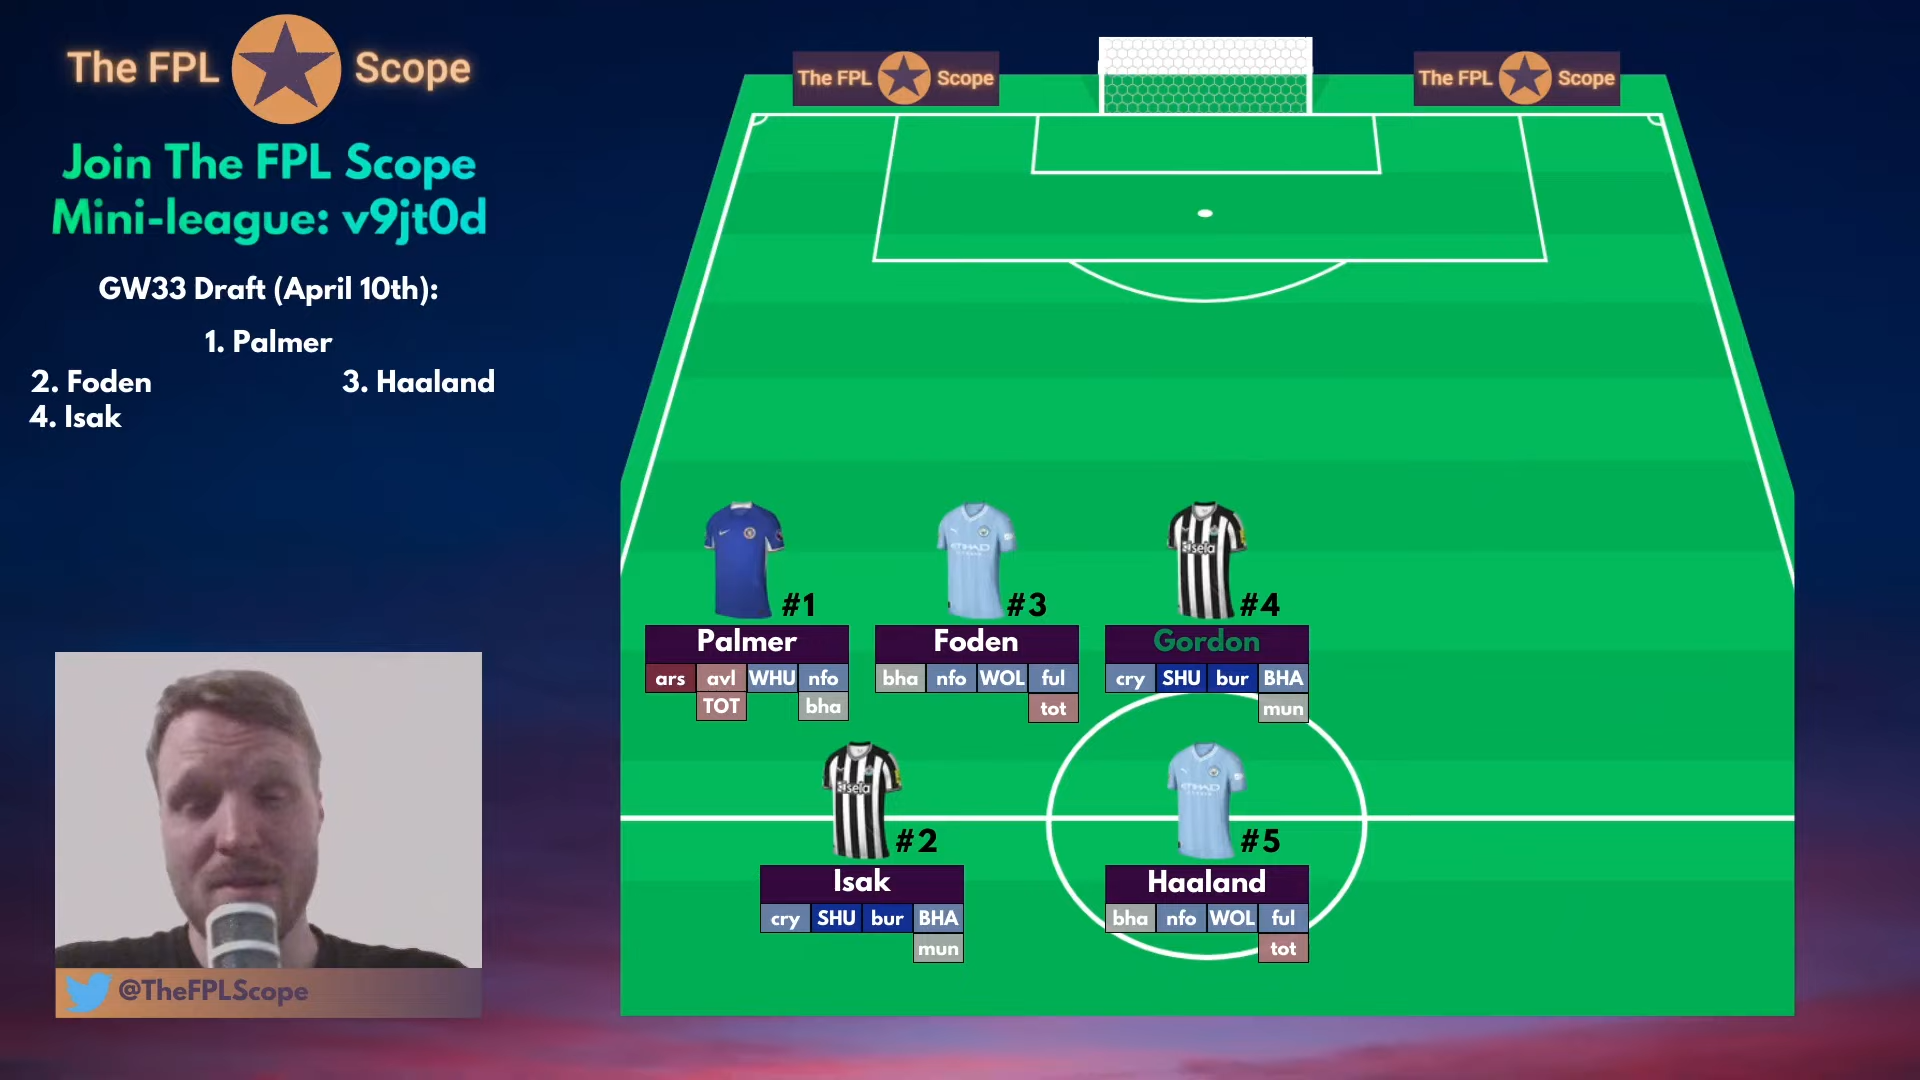 The FPL Scope
Join The FPL Scope
Mini-league: v9jt0d
GW33 Draft (April 10th):
1. Palmer
2. Foden
3. Haaland
4. Isak
@TheFPLScope
The FPL Scope
The FPL Scope
#1
Palmer
ars avl WHU nfo
TOT bha
#3
Foden
bha nfo WOL ful
tot
sela
#4
Gordon
cry SHU bur BHA
mun
sela
#2
Isak
cry SHU bur BHA
mun
#5
Haaland
bha nfo WOL ful
tot